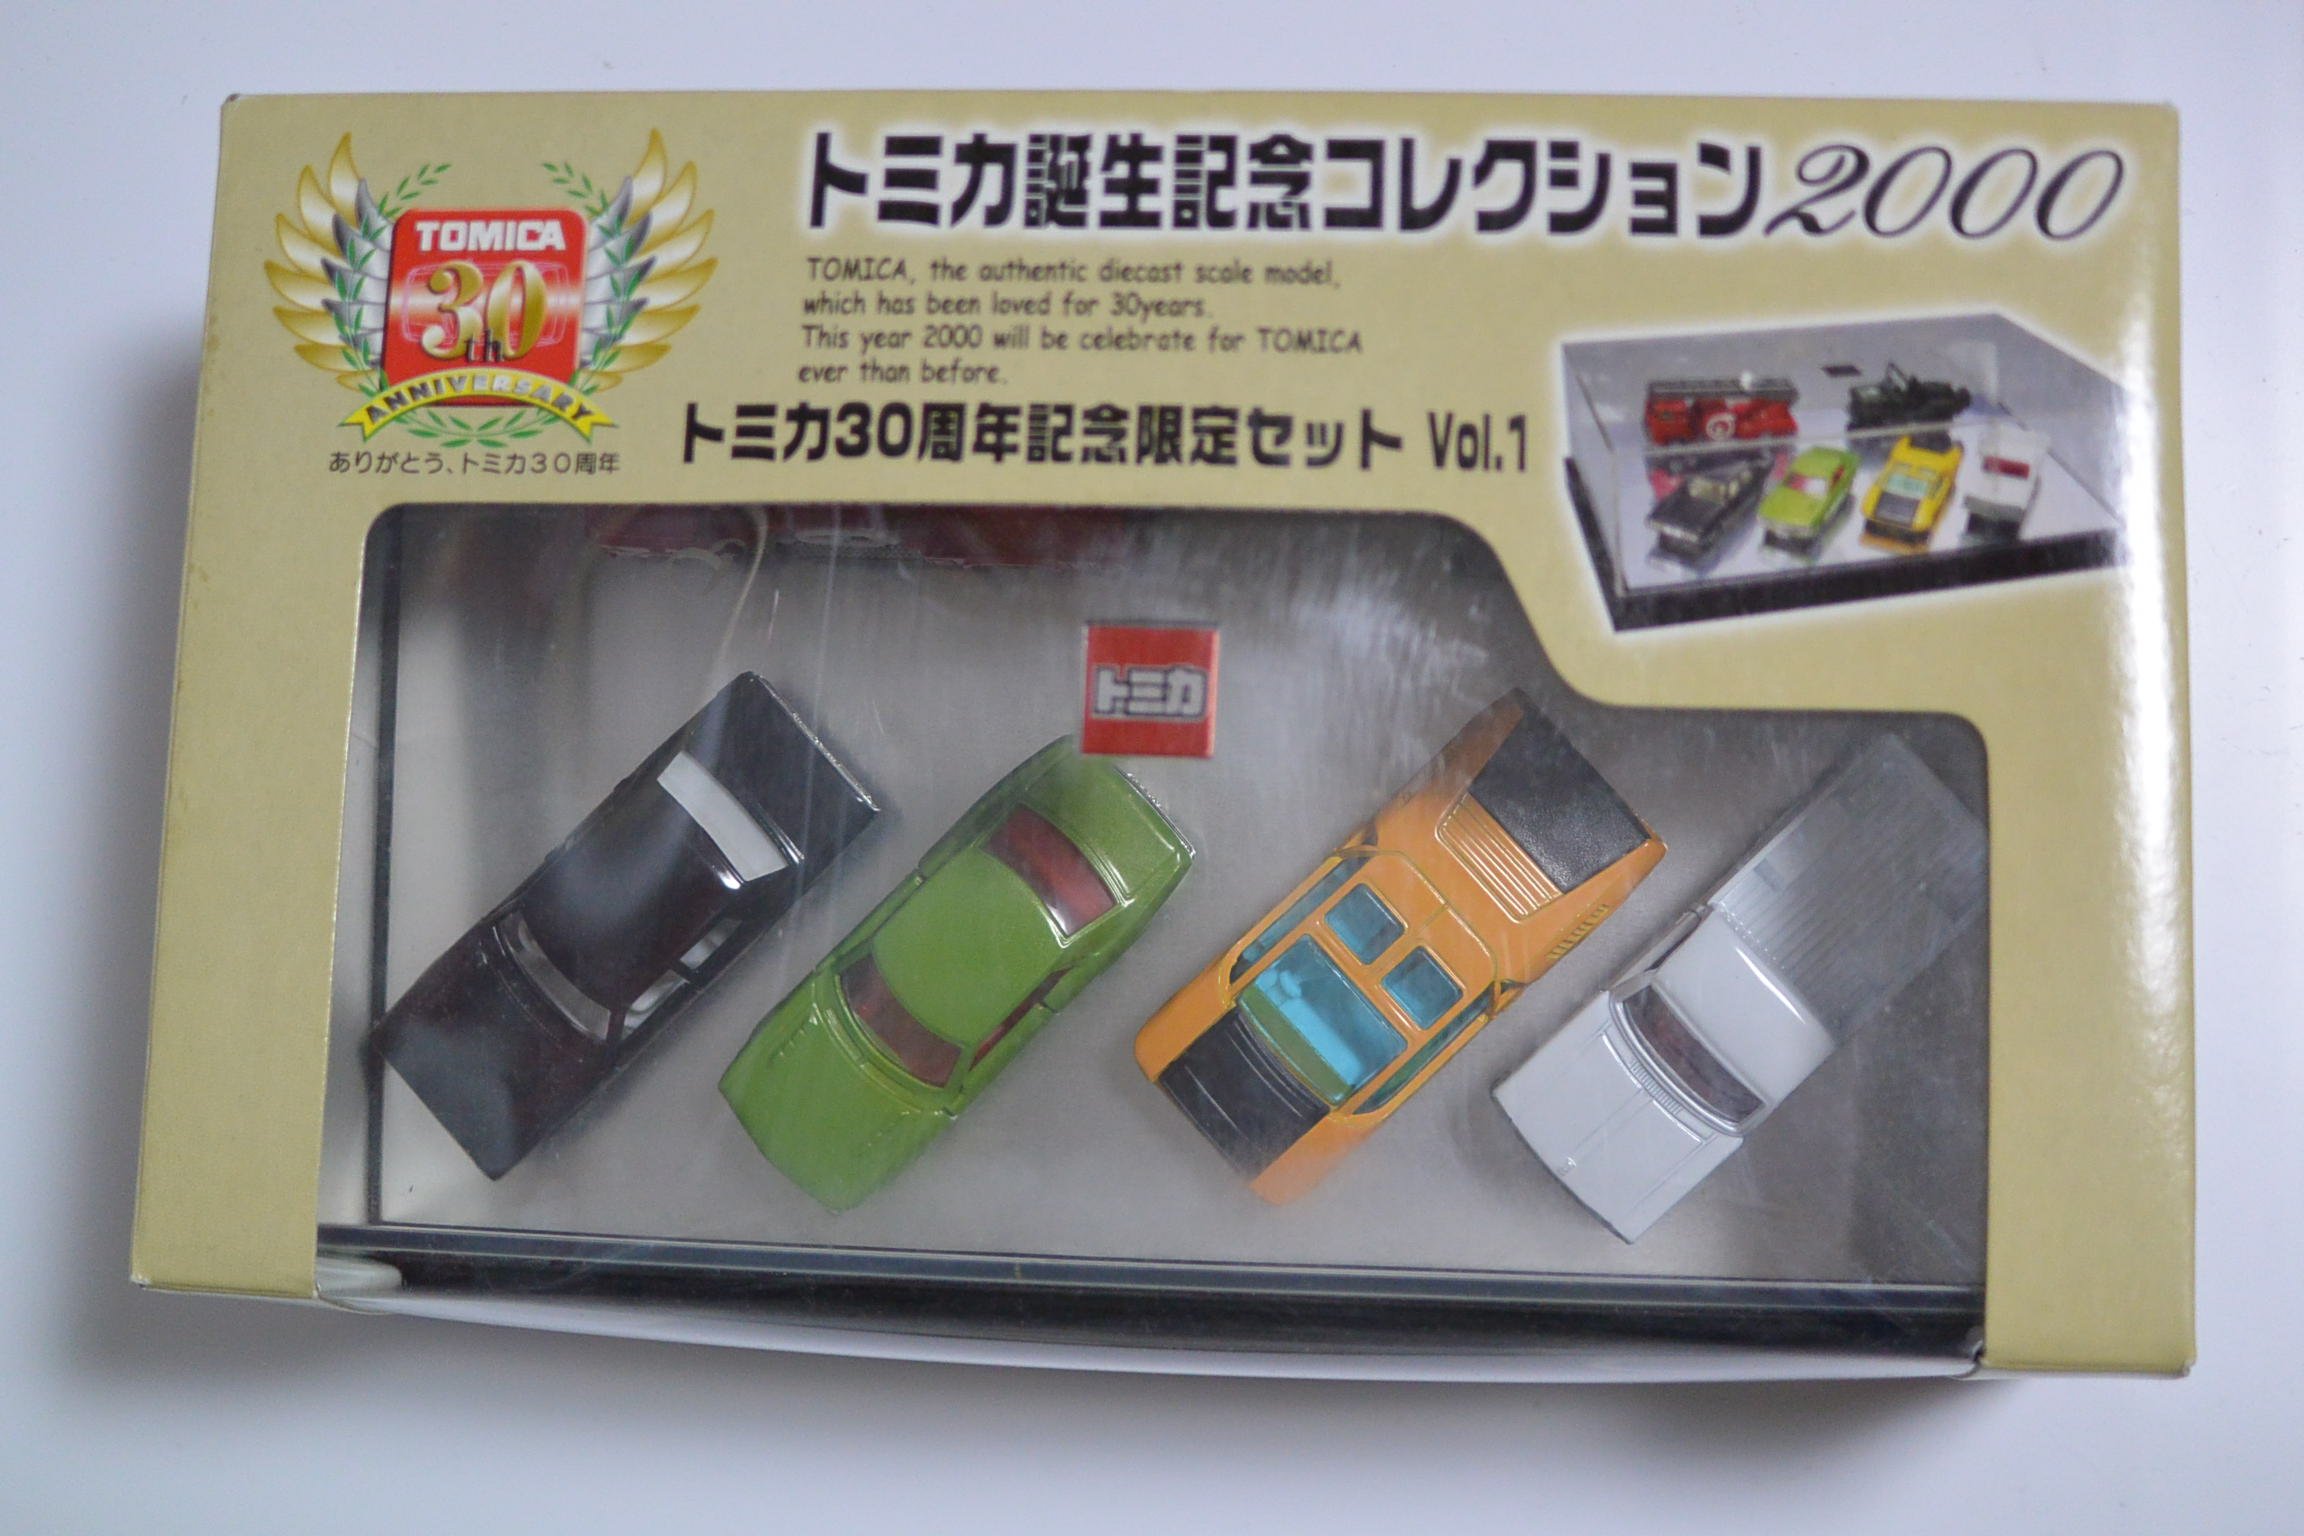 トミカ誕生記念コレクション2000
TOMICA
30th
ANNIVERSARY
ありがとう、トミカ30周年
TOMICA, the authentic diecast scale model,
which has been loved for 30years.
This year 2000 will be celebrate for TOMICA
ever than before.
トミカ30周年記念限定セット Vol.1
トミカ